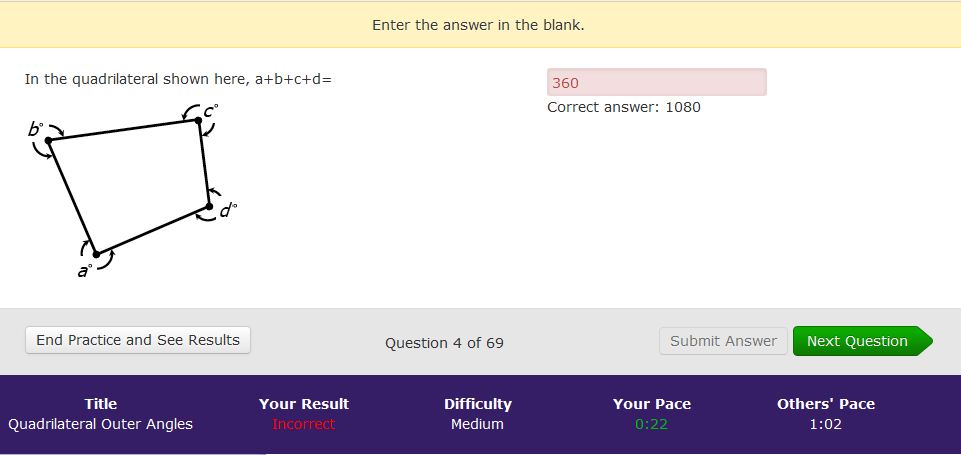 Enter the answer in the blank.
In the quadrilateral shown here, a+b+c+d=
360
Correct answer: 1080
b°
c°
d°
a°
End Practice and See Results
Question 4 of 69
Submit Answer
Next Question
Title
Your Result
Difficulty
Your Pace
Others' Pace
Quadrilateral Outer Angles
Incorrect
Medium
0:22
1:02